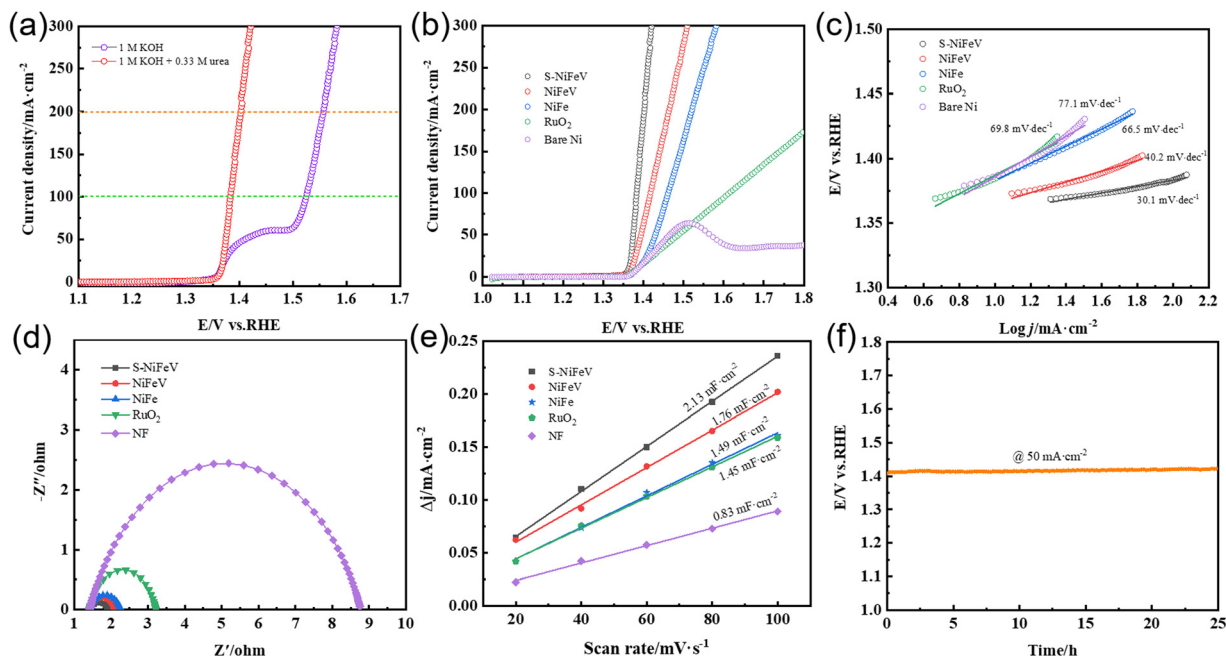 (a)
300
250
200
150
100
50
0
Current density/mA·cm-2
1 M KOH
1 M KOH + 0.33 M urea
1.1
1.2
1.3
1.4
1.5
1.6
1.7
E/V vs.RHE
(b)
300
250
200
150
100
50
0
Current density/mA·cm-2
S-NiFeV
NiFeV
NiFe
RuO2
Bare Ni
1.0
1.1
1.2
1.3
1.4
1.5
1.6
1.7
1.8
E/V vs.RHE
(c)
1.50
1.45
1.40
1.35
1.30
E/V vs.RHE
S-NiFeV
NiFeV
NiFe
RuO2
Bare Ni
77.1 mV·dec-1
69.8 mV·dec-1
66.5 mV·dec-1
40.2 mV·dec-1
30.1 mV·dec-1
0.4
0.6
0.8
1.0
1.2
1.4
1.6
1.8
2.0
2.2
Log j/mA·cm-2
(d)
4
3
2
1
0
-Z″/ohm
S-NiFeV
NiFeV
NiFe
RuO2
NF
1
2
3
4
5
6
7
8
9
10
Z′/ohm
(e)
0.25
0.20
0.15
0.10
0.05
0.00
Δj/mA·cm-2
S-NiFeV
NiFeV
NiFe
RuO2
NF
2.13 mF·cm-2
1.76 mF·cm-2
1.49 mF·cm-2
1.45 mF·cm-2
0.83 mF·cm-2
20
40
60
80
100
Scan rate/mV·s-1
(f)
1.8
1.7
1.6
1.5
1.4
1.3
1.2
1.1
1.0
E/V vs.RHE
@ 50 mA·cm-2
0
5
10
15
20
25
Time/h